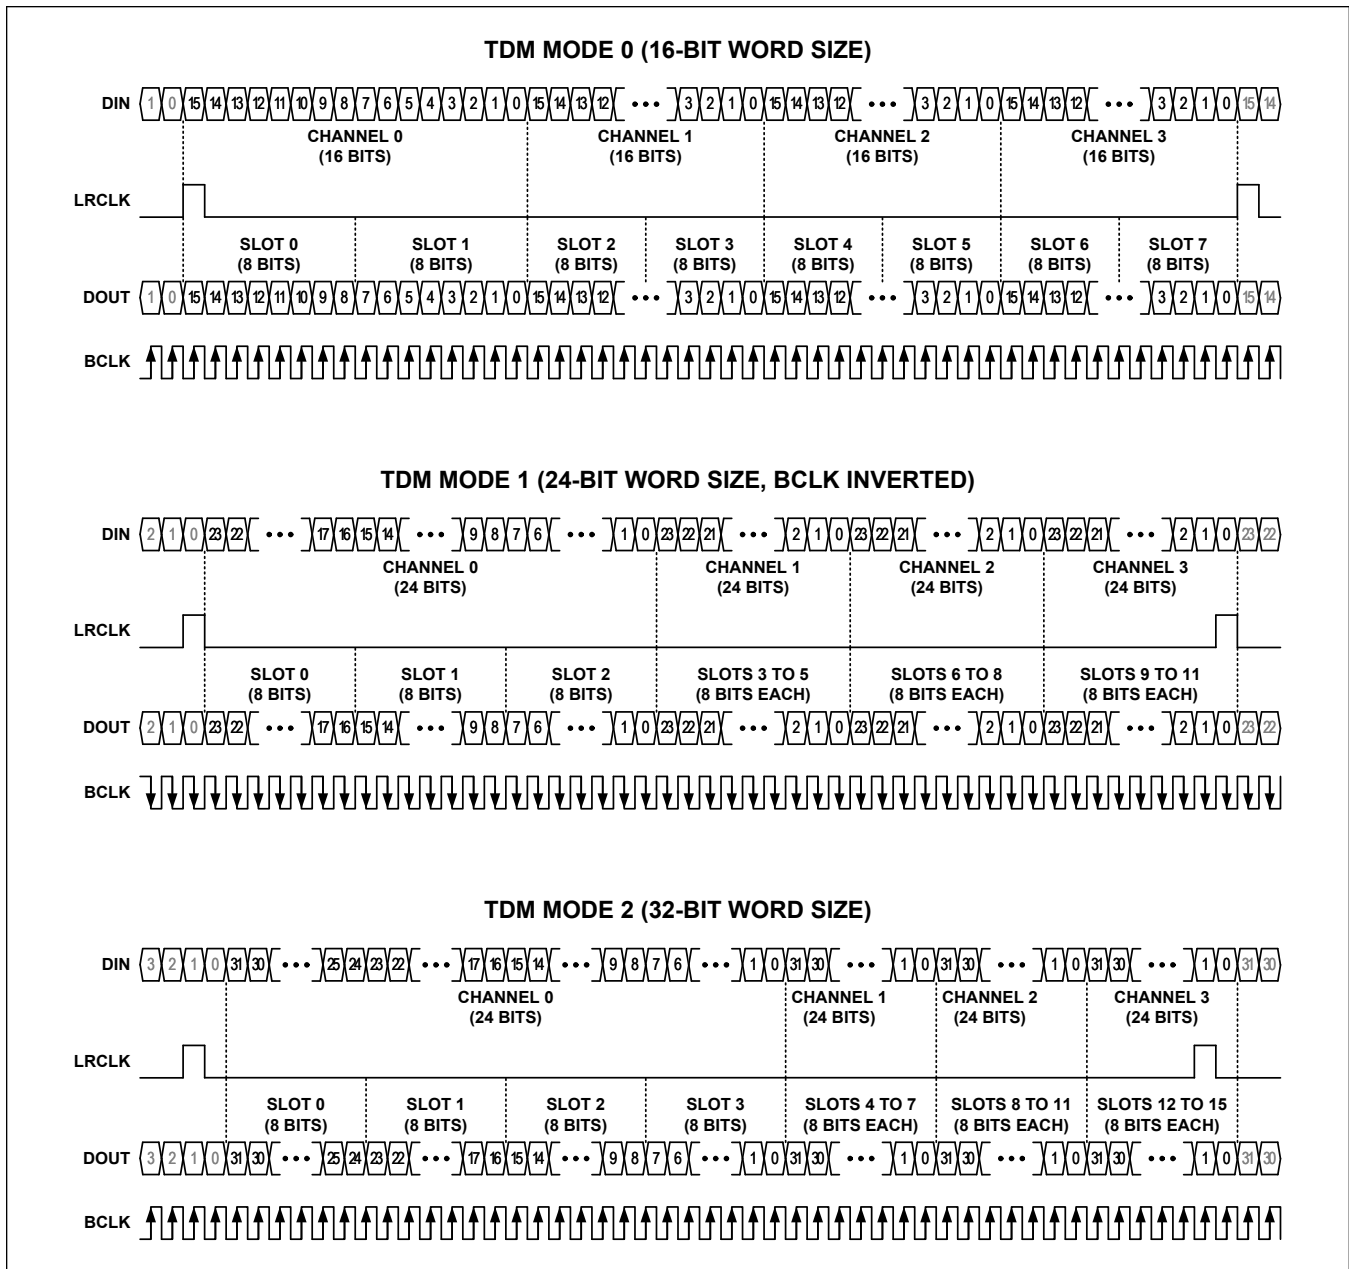 TDM MODE 0 (16-BIT WORD SIZE)
DIN 1 0 15 14 13 12 11 10 9 8 7 6 5 4 3 2 1 0 15 14 13 12 ••• 3 2 1 0 15 14 13 12 ••• 3 2 1 0 15 14 13 12 ••• 3 2 1 0 15 14
CHANNEL 0 CHANNEL 1 CHANNEL 2 CHANNEL 3
(16 BITS) (16 BITS) (16 BITS) (16 BITS)
LRCLK
SLOT 0 SLOT 1 SLOT 2 SLOT 3 SLOT 4 SLOT 5 SLOT 6 SLOT 7
(8 BITS) (8 BITS) (8 BITS) (8 BITS) (8 BITS) (8 BITS) (8 BITS) (8 BITS)
DOUT 1 0 15 14 13 12 11 10 9 8 7 6 5 4 3 2 1 0 15 14 13 12 ••• 3 2 1 0 15 14 13 12 ••• 3 2 1 0 15 14 13 12 ••• 3 2 1 0 15 14
BCLK
TDM MODE 1 (24-BIT WORD SIZE, BCLK INVERTED)
DIN 2 1 0 23 22 ••• 17 16 15 14 ••• 9 8 7 6 ••• 1 0 23 22 21 ••• 2 1 0 23 22 21 ••• 2 1 0 23 22 21 ••• 2 1 0 23 22
CHANNEL 0 CHANNEL 1 CHANNEL 2 CHANNEL 3
(24 BITS) (24 BITS) (24 BITS) (24 BITS)
LRCLK
SLOT 0 SLOT 1 SLOT 2 SLOTS 3 TO 5 SLOTS 6 TO 8 SLOTS 9 TO 11
(8 BITS) (8 BITS) (8 BITS) (8 BITS EACH) (8 BITS EACH) (8 BITS EACH)
DOUT 2 1 0 23 22 ••• 17 16 15 14 ••• 9 8 7 6 ••• 1 0 23 22 21 ••• 2 1 0 23 22 21 ••• 2 1 0 23 22 21 ••• 2 1 0 23 22
BCLK
TDM MODE 2 (32-BIT WORD SIZE)
DIN 3 2 1 0 31 30 ••• 25 24 23 22 ••• 17 16 15 14 ••• 9 8 7 6 ••• 1 0 31 30 ••• 1 0 31 30 ••• 1 0 31 30 ••• 1 0 31 30
CHANNEL 0 CHANNEL 1 CHANNEL 2 CHANNEL 3
(24 BITS) (24 BITS) (24 BITS) (24 BITS)
LRCLK
SLOT 0 SLOT 1 SLOT 2 SLOT 3 SLOTS 4 TO 7 SLOTS 8 TO 11 SLOTS 12 TO 15
(8 BITS) (8 BITS) (8 BITS) (8 BITS) (8 BITS EACH) (8 BITS EACH) (8 BITS EACH)
DOUT 3 2 1 0 31 30 ••• 25 24 23 22 ••• 17 16 15 14 ••• 9 8 7 6 ••• 1 0 31 30 ••• 1 0 31 30 ••• 1 0 31 30 ••• 1 0 31 30
BCLK